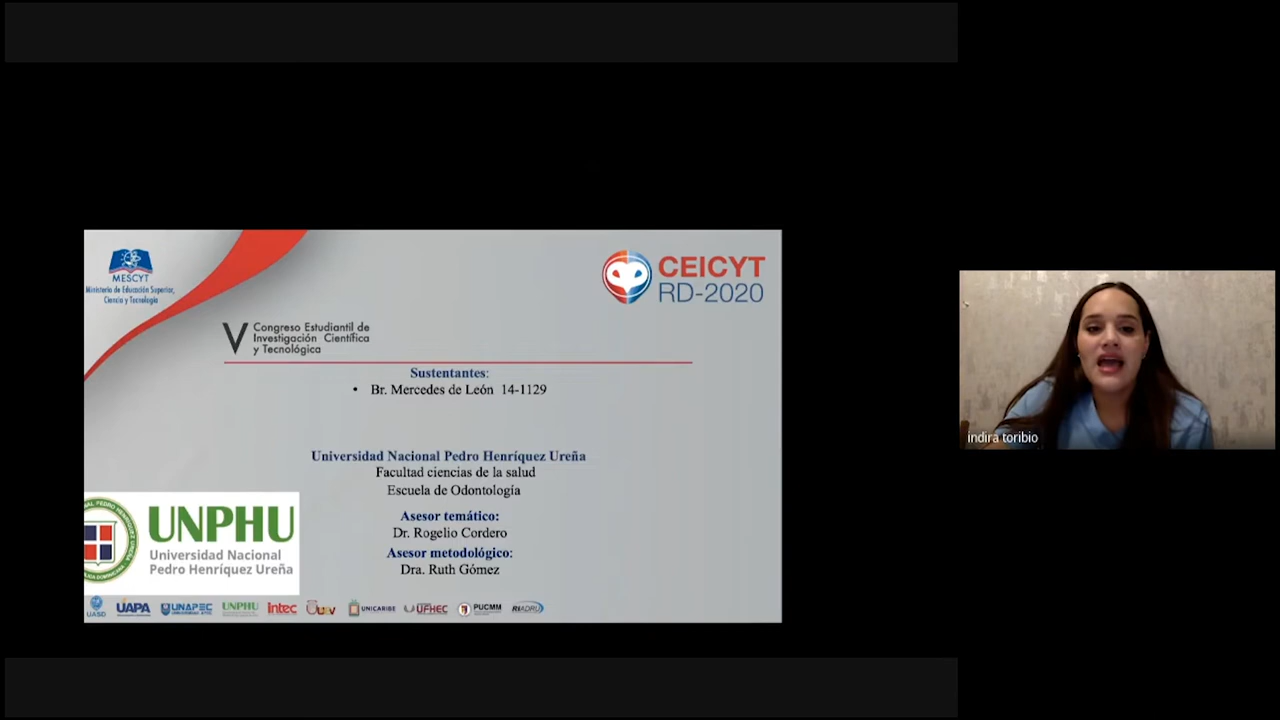 MESCYT
Ministerio de Educación Superior,
Ciencia y Tecnología
CEICYT
RD-2020
V Congreso Estudiantil de
Investigación Científica
y Tecnológica
Sustentantes:
• Br. Mercedes de León 14-1129
Universidad Nacional Pedro Henríquez Ureña
Facultad ciencias de la salud
Escuela de Odontología
Asesor temático:
Dr. Rogelio Cordero
Asesor metodológico:
Dra. Ruth Gómez
UNPHU
Universidad Nacional
Pedro Henríquez Ureña
UASD UAPA UNAPEC UNPHU intec UNICARIBE UFHEC PUCMM RIADRD
indira toribio